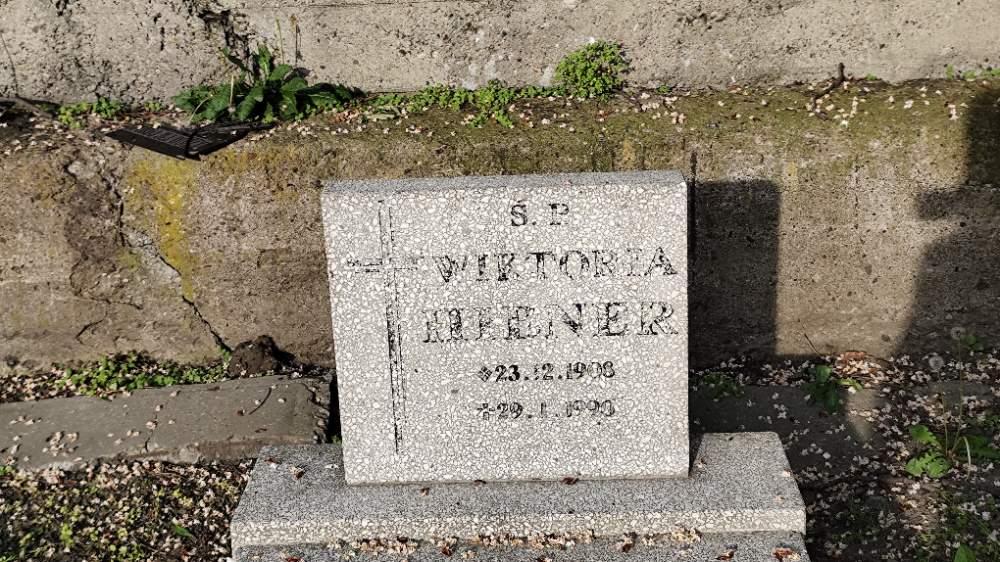 Ś. P
WIKTORIA
*23.12.1908
+29. 1. 1990